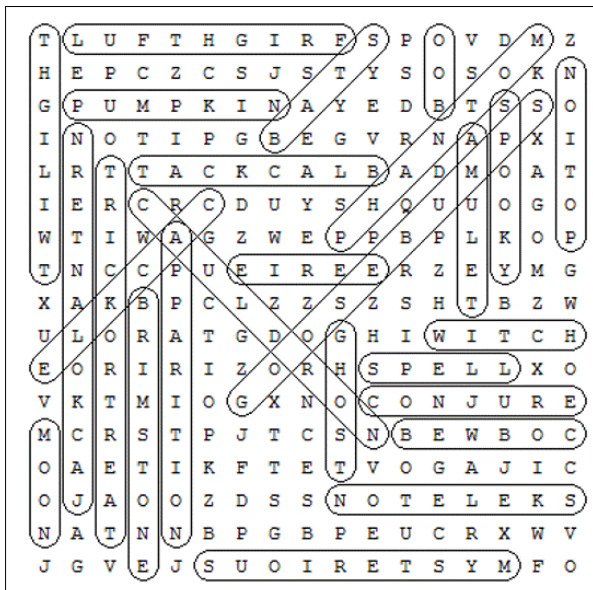 T L U F T H G I R F S P O V D M Z
H E P C Z C S J S T Y S O S O K N
G P U M P K I N A Y E D B T S S O
I N O T I P G B E G V R N A P X I
L R T T A C K C A L B A D M O A T
I E R C R C D U Y S H Q U U O G O
W T I W A G Z W E P P B P L K O P
T N C C P U E I R E E R Z E Y M G
X A K B P C L Z Z S Z S H T B Z W
U L O R A T G D O G H I W I T C H
E O R I R I Z O R H S P E L L X O
V K T M I O G X N O C O N J U R E
M C R S T P J T C S N B E W B O C
O A E T I K F T E T V O G A J I C
O J A O O Z D S S N O T E L E K S
N A T N N B P G B P E U C R X W V
J G V E J S U O I R E T S Y M F O